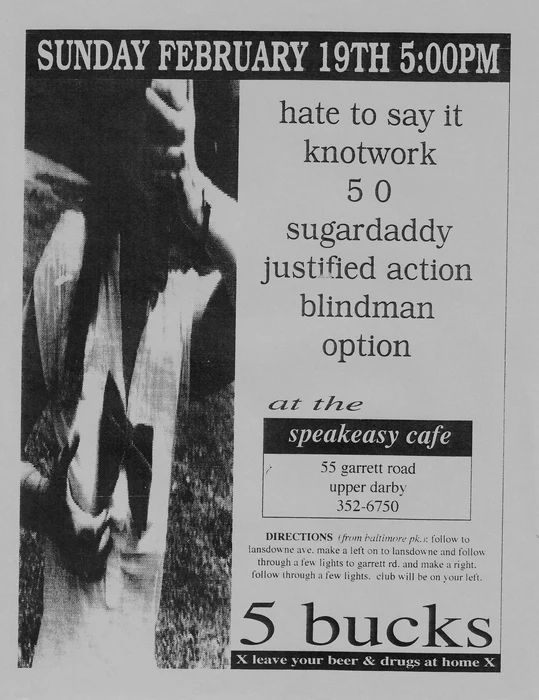 SUNDAY FEBRUARY 19TH 5:00PM
hate to say it
knotwork
5 0
sugardaddy
justified action
blindman
option
at the
speakeasy cafe
55 garrett road
upper darby
352-6750
DIRECTIONS (from baltimore pk.): follow to
lansdowne ave. make a left on to lansdowne and follow
through a few lights to garrett rd. and make a right.
follow through a few lights. club will be on your left.
5 bucks
X leave your beer & drugs at home X